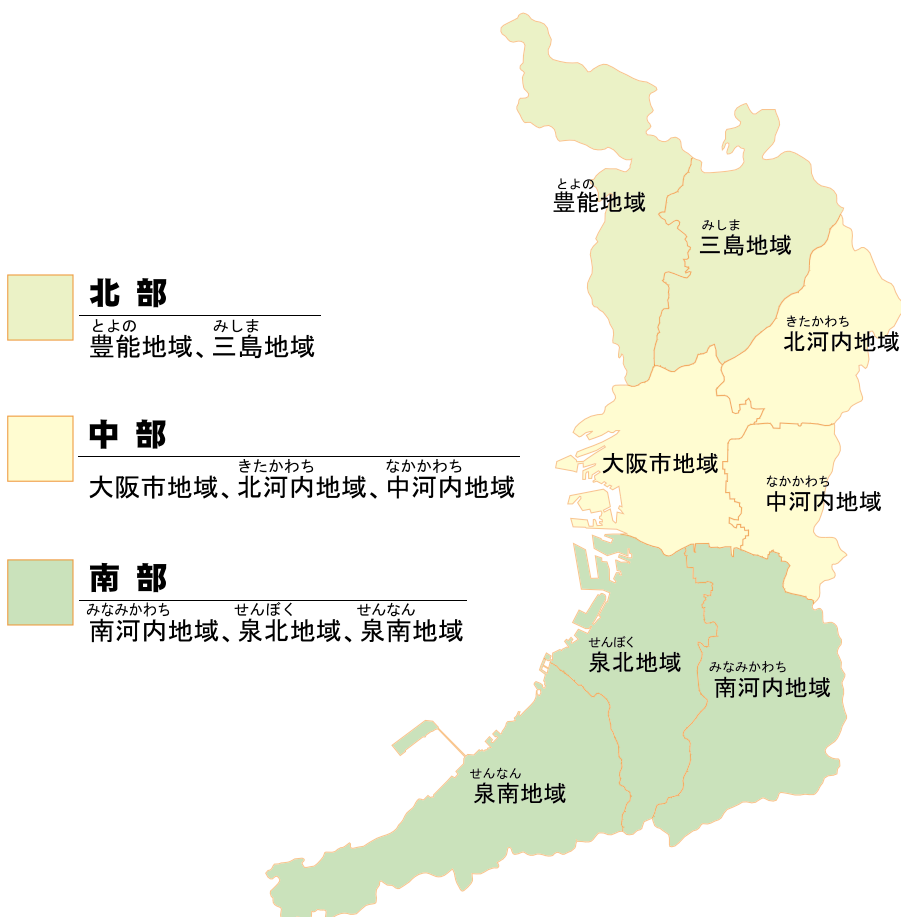 北部
とよの みしま
豊能地域、三島地域
中部
きたかわち なかかわち
大阪市地域、北河内地域、中河内地域
南部
みなみかわち せんぼく せんなん
南河内地域、泉北地域、泉南地域
とよの
豊能地域
みしま
三島地域
きたかわち
北河内地域
大阪市地域
なかかわち
中河内地域
せんぼく
泉北地域
みなみかわち
南河内地域
せんなん
泉南地域